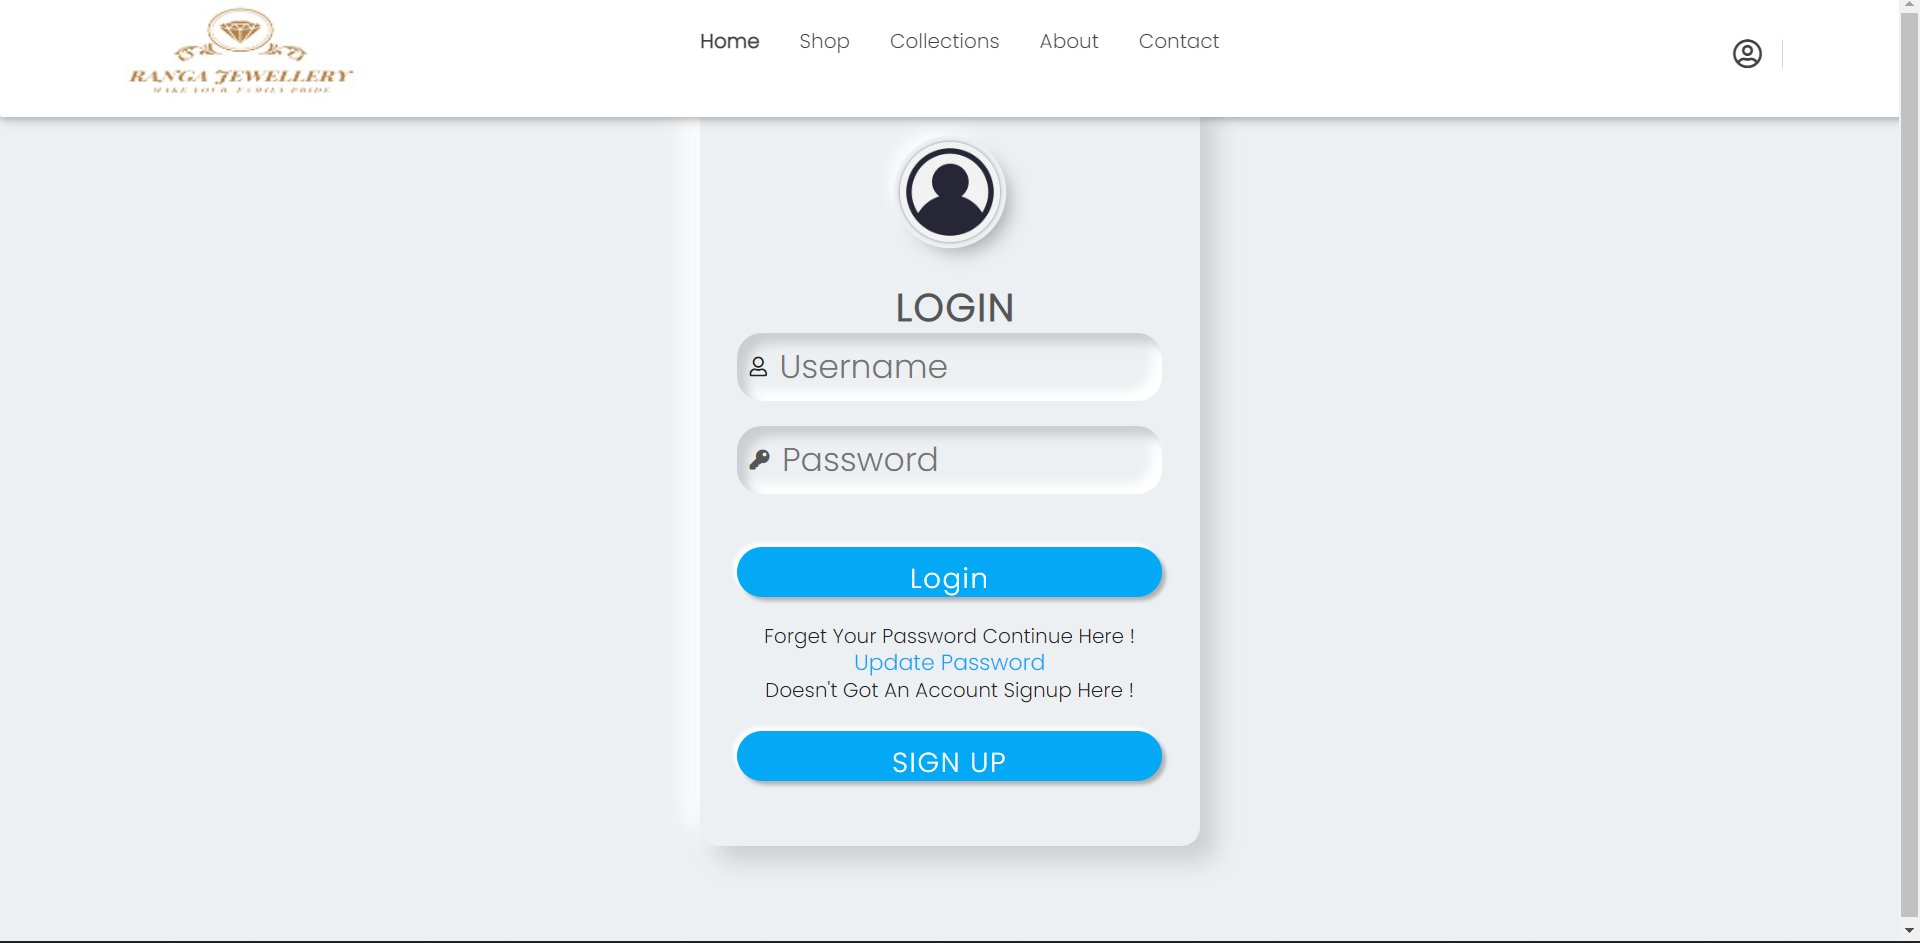 RANGA JEWELLERY
MAKE YOUR FAMILY PRIDE
Home Shop Collections About Contact
LOGIN
Username
Password
Login
Forget Your Password Continue Here !
Update Password
Doesn't Got An Account Signup Here !
SIGN UP